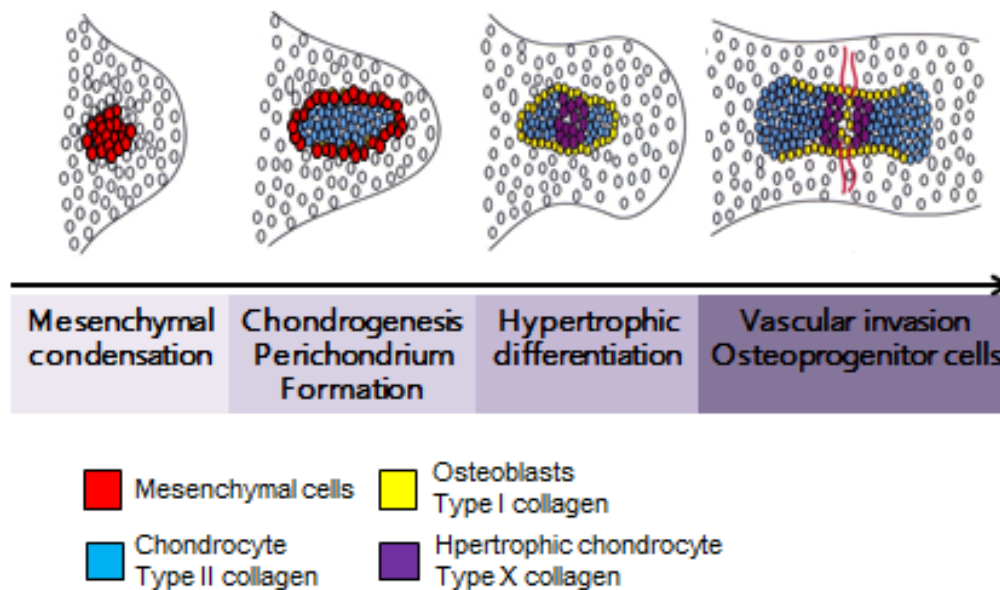 Mesenchymal
condensation
Chondrogenesis
Perichondrium
Formation
Hypertrophic
differentiation
Vascular invasion
Osteoprogenitor cells
Mesenchymal cells
Osteoblasts
Type I collagen
Chondrocyte
Type II collagen
Hpertrophic chondrocyte
Type X collagen